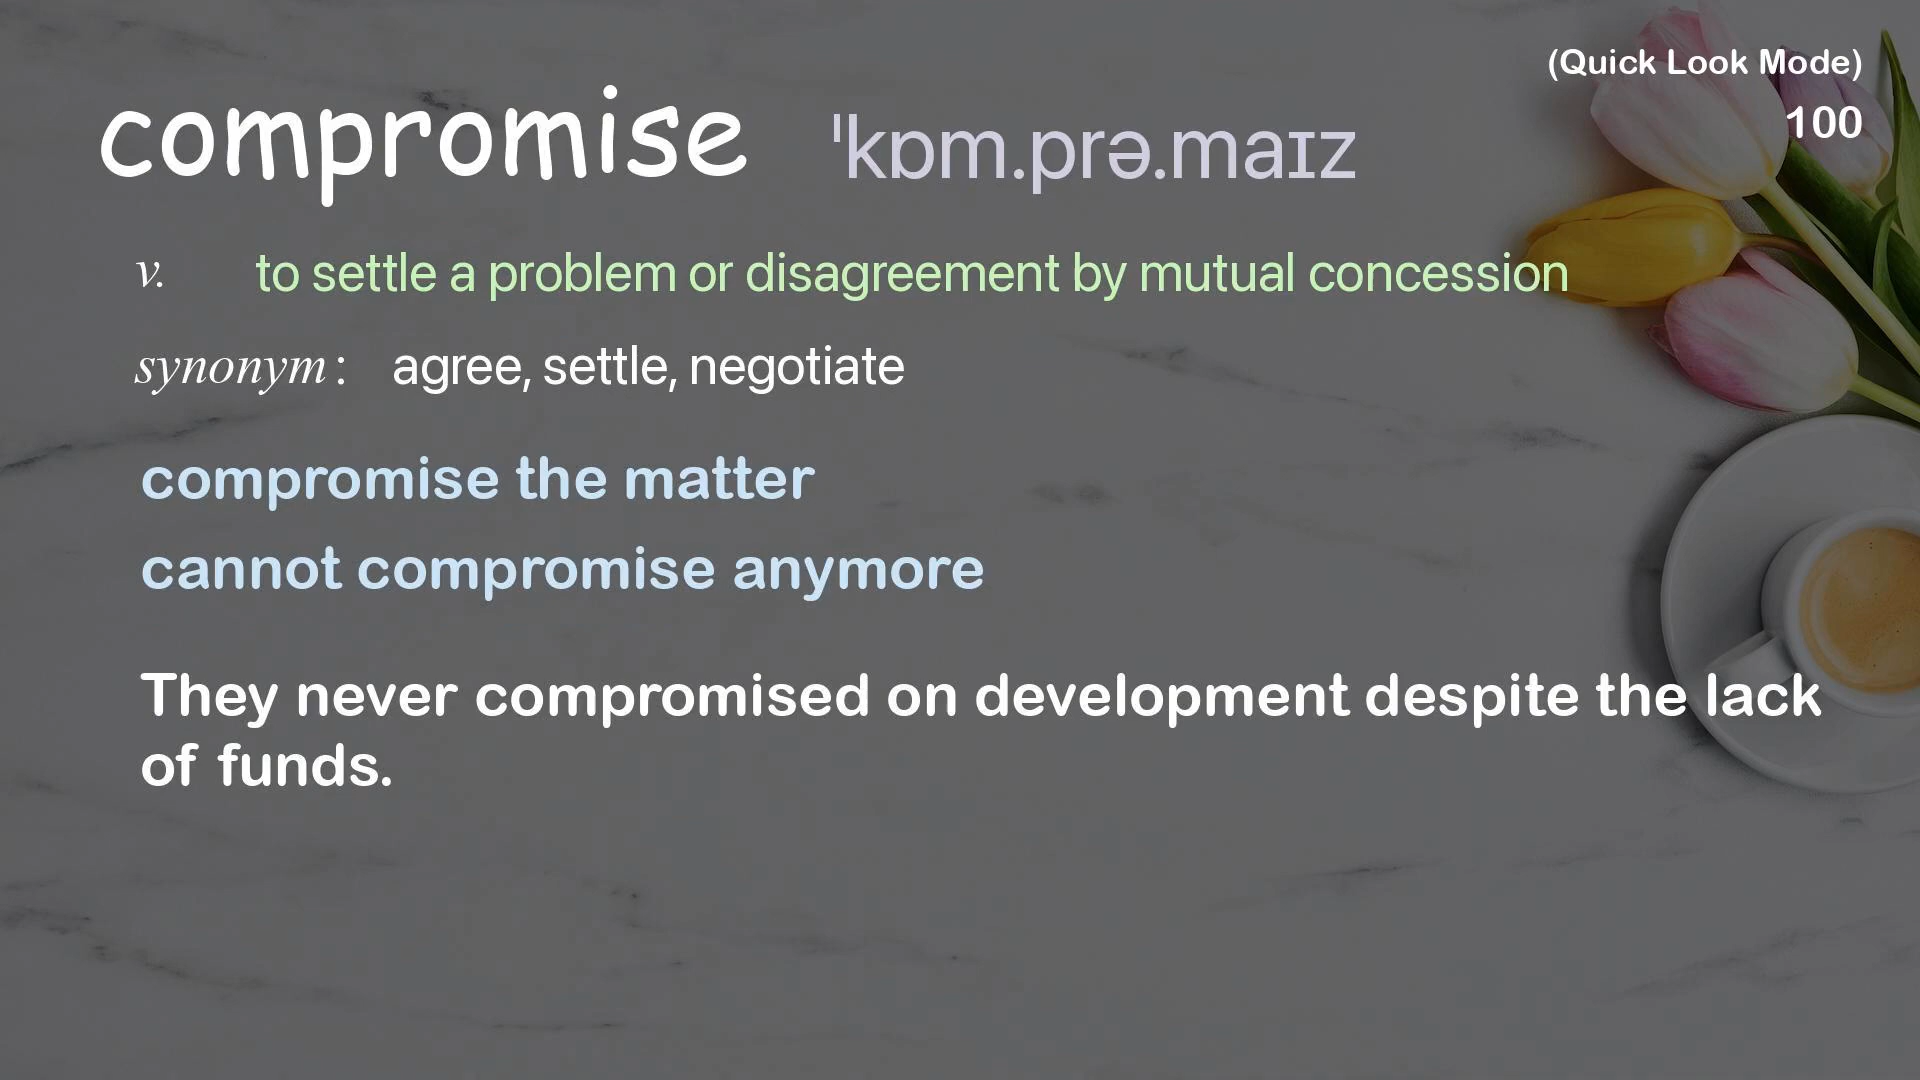 (Quick Look Mode)
100
compromise ˈkɒm.prə.maɪz
v. to settle a problem or disagreement by mutual concession
synonym : agree, settle, negotiate
compromise the matter
cannot compromise anymore
They never compromised on development despite the lack
of funds.